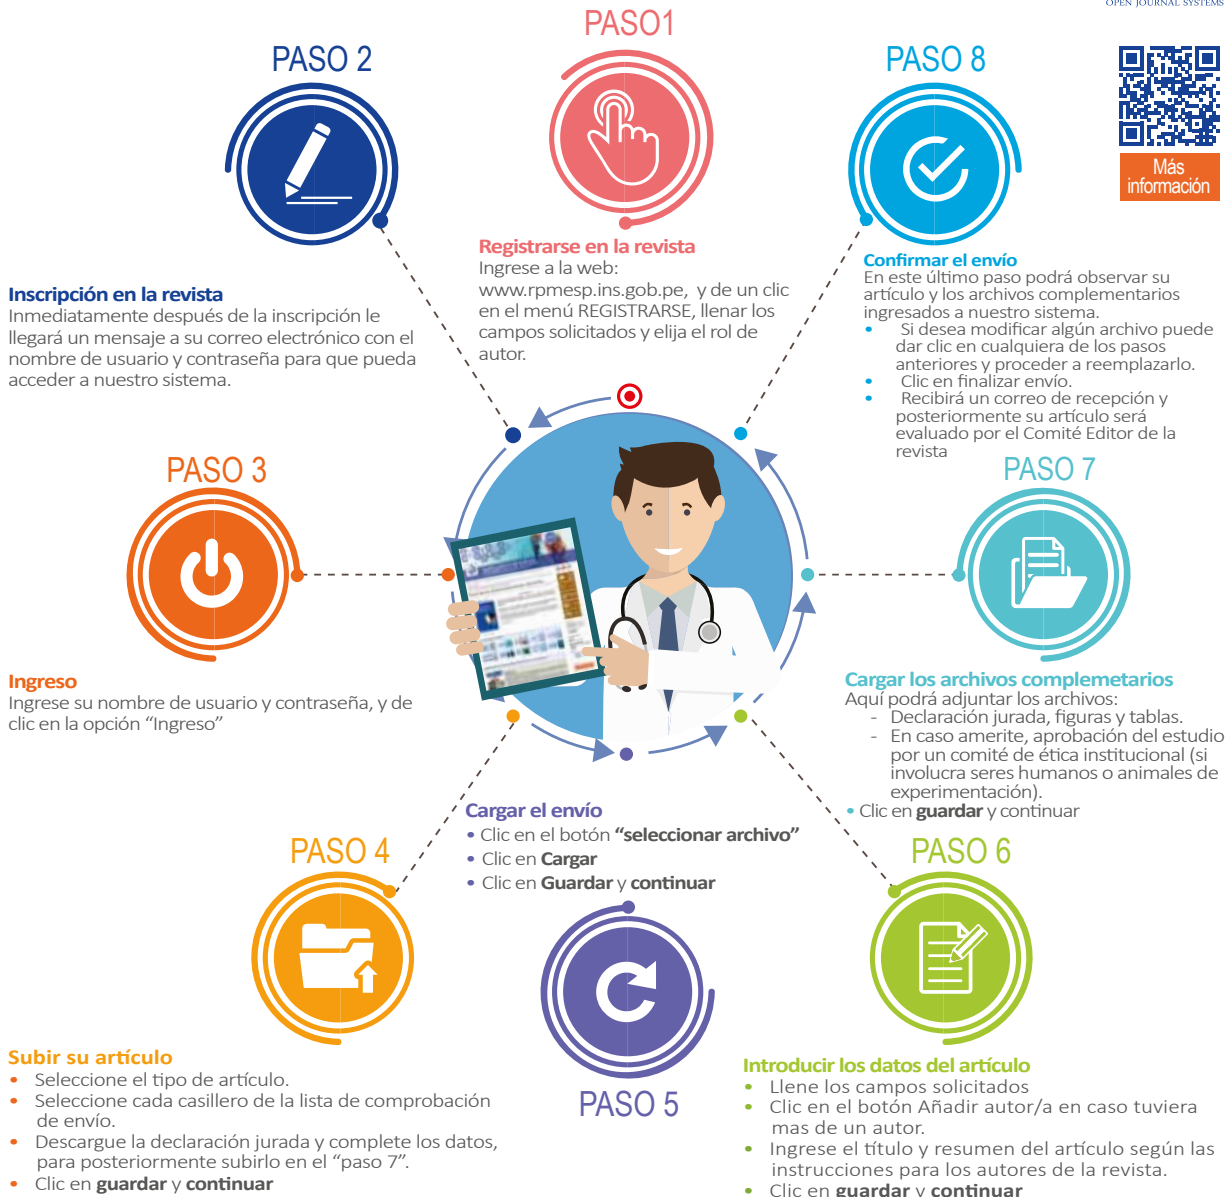 OPEN JOURNAL SYSTEMS
Más
información
PASO1
Registrarse en la revista
Ingrese a la web:
www.rpmesp.ins.gob.pe, y de un clic
en el menú REGISTRARSE, llenar los
campos solicitados y elija el rol de
autor.
PASO 2
Inscripción en la revista
Inmediatamente después de la inscripción le
llegará un mensaje a su correo electrónico con el
nombre de usuario y contraseña para que pueda
acceder a nuestro sistema.
PASO 3
Ingreso
Ingrese su nombre de usuario y contraseña, y de
clic en la opción “Ingreso”
PASO 4
Subir su artículo
• Seleccione el tipo de artículo.
• Seleccione cada casillero de la lista de comprobación
de envío.
• Descargue la declaración jurada y complete los datos,
para posteriormente subirlo en el “paso 7”.
• Clic en guardar y continuar
Cargar el envío
• Clic en el botón “seleccionar archivo”
• Clic en Cargar
• Clic en Guardar y continuar
PASO 5
PASO 6
Introducir los datos del artículo
• Llene los campos solicitados
• Clic en el botón Añadir autor/a en caso tuviera
mas de un autor.
• Ingrese el título y resumen del artículo según las
instrucciones para los autores de la revista.
• Clic en guardar y continuar
PASO 7
Cargar los archivos complemetarios
Aquí podrá adjuntar los archivos:
- Declaración jurada, figuras y tablas.
- En caso amerite, aprobación del estudio
por un comité de ética institucional (si
involucra seres humanos o animales de
experimentación).
• Clic en guardar y continuar
PASO 8
Confirmar el envío
En este último paso podrá observar su
artículo y los archivos complementarios
ingresados a nuestro sistema.
• Si desea modificar algún archivo puede
dar clic en cualquiera de los pasos
anteriores y proceder a reemplazarlo.
• Clic en finalizar envío.
• Recibirá un correo de recepción y
posteriormente su artículo será
evaluado por el Comité Editor de la
revista